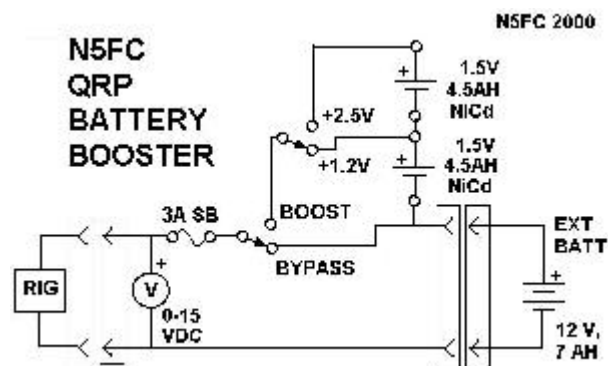 N5FC 2000
N5FC
QRP
BATTERY
BOOSTER
1.5V
4.5AH
NiCd
+2.5V
+1.2V
1.5V
4.5AH
NiCd
3A SB
BOOST
BYPASS
EXT
BATT
RIG
V
0-15
VDC
12 V,
7 AH